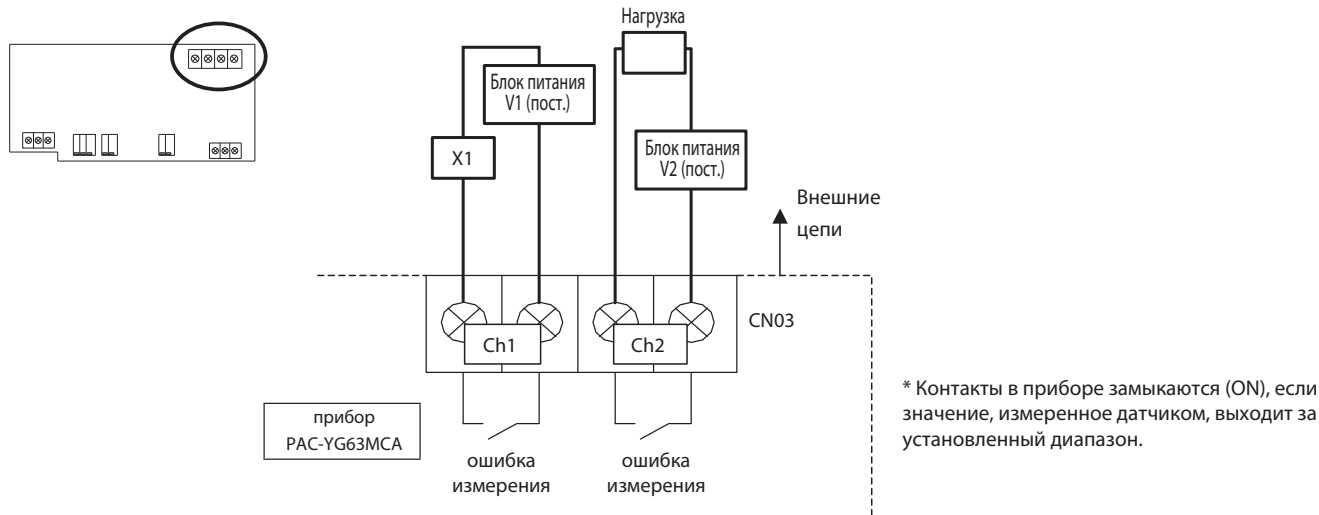 Нагрузка
Блок питания
V1 (пост.)
X1
Блок питания
V2 (пост.)
Внешние
цепи
CN03
Ch1
Ch2
* Контакты в приборе замыкаются (ON), если
значение, измеренное датчиком, выходит за
установленный диапазон.
прибор
PAC-YG63MCA
ошибка
измерения
ошибка
измерения